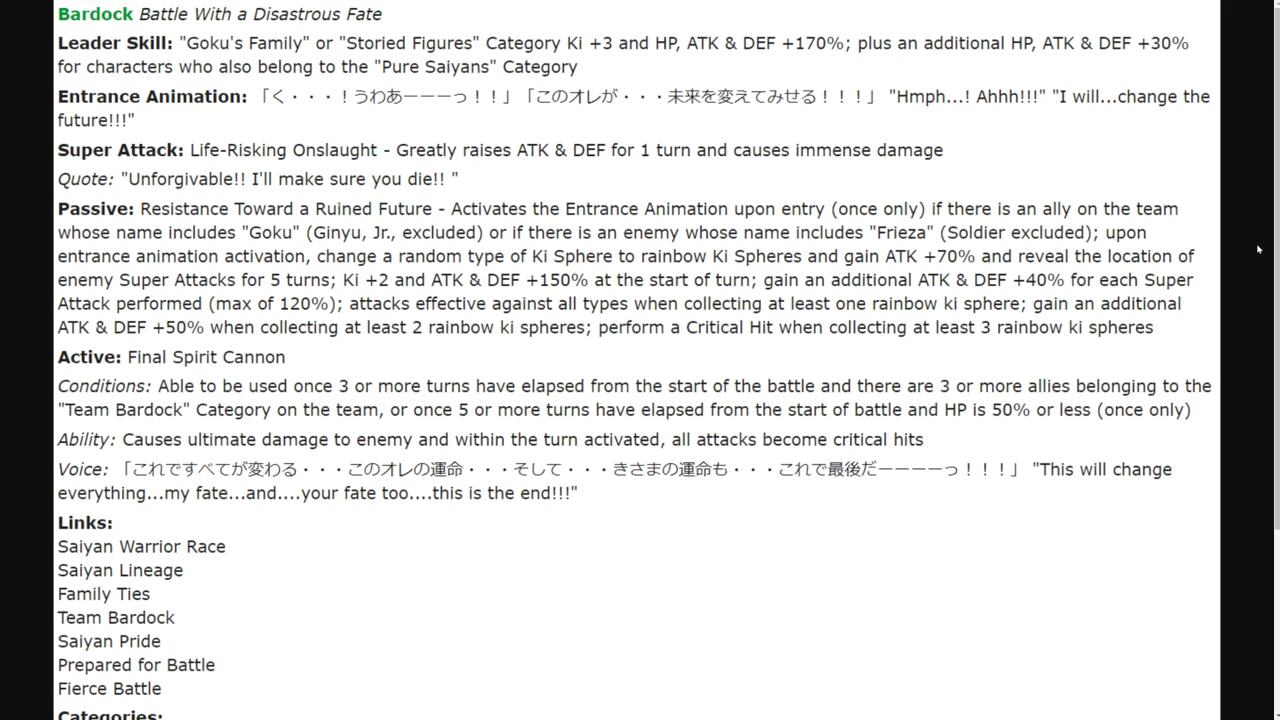 Bardock Battle With a Disastrous Fate
Leader Skill: "Goku's Family" or "Storied Figures" Category Ki +3 and HP, ATK & DEF +170%; plus an additional HP, ATK & DEF +30%
for characters who also belong to the "Pure Saiyans" Category
Entrance Animation: 「く・・・！うわあーーーっ！！」「このオレが・・・未来を変えてみせる！！！」 "Hmph...! Ahhh!!!" "I will...change the
future!!!"
Super Attack: Life-Risking Onslaught - Greatly raises ATK & DEF for 1 turn and causes immense damage
Quote: "Unforgivable!! I'll make sure you die!! "
Passive: Resistance Toward a Ruined Future - Activates the Entrance Animation upon entry (once only) if there is an ally on the team
whose name includes "Goku" (Ginyu, Jr., excluded) or if there is an enemy whose name includes "Frieza" (Soldier excluded); upon
entrance animation activation, change a random type of Ki Sphere to rainbow Ki Spheres and gain ATK +70% and reveal the location of
enemy Super Attacks for 5 turns; Ki +2 and ATK & DEF +150% at the start of turn; gain an additional ATK & DEF +40% for each Super
Attack performed (max of 120%); attacks effective against all types when collecting at least one rainbow ki sphere; gain an additional
ATK & DEF +50% when collecting at least 2 rainbow ki spheres; perform a Critical Hit when collecting at least 3 rainbow ki spheres
Active: Final Spirit Cannon
Conditions: Able to be used once 3 or more turns have elapsed from the start of the battle and there are 3 or more allies belonging to the
"Team Bardock" Category on the team, or once 5 or more turns have elapsed from the start of battle and HP is 50% or less (once only)
Ability: Causes ultimate damage to enemy and within the turn activated, all attacks become critical hits
Voice: 「これですべてが変わる・・・このオレの運命・・・そして・・・きさまの運命も・・・これで最後だーーーーっ！！！」 "This will change
everything...my fate...and....your fate too....this is the end!!!"
Links:
Saiyan Warrior Race
Saiyan Lineage
Family Ties
Team Bardock
Saiyan Pride
Prepared for Battle
Fierce Battle
Categories: